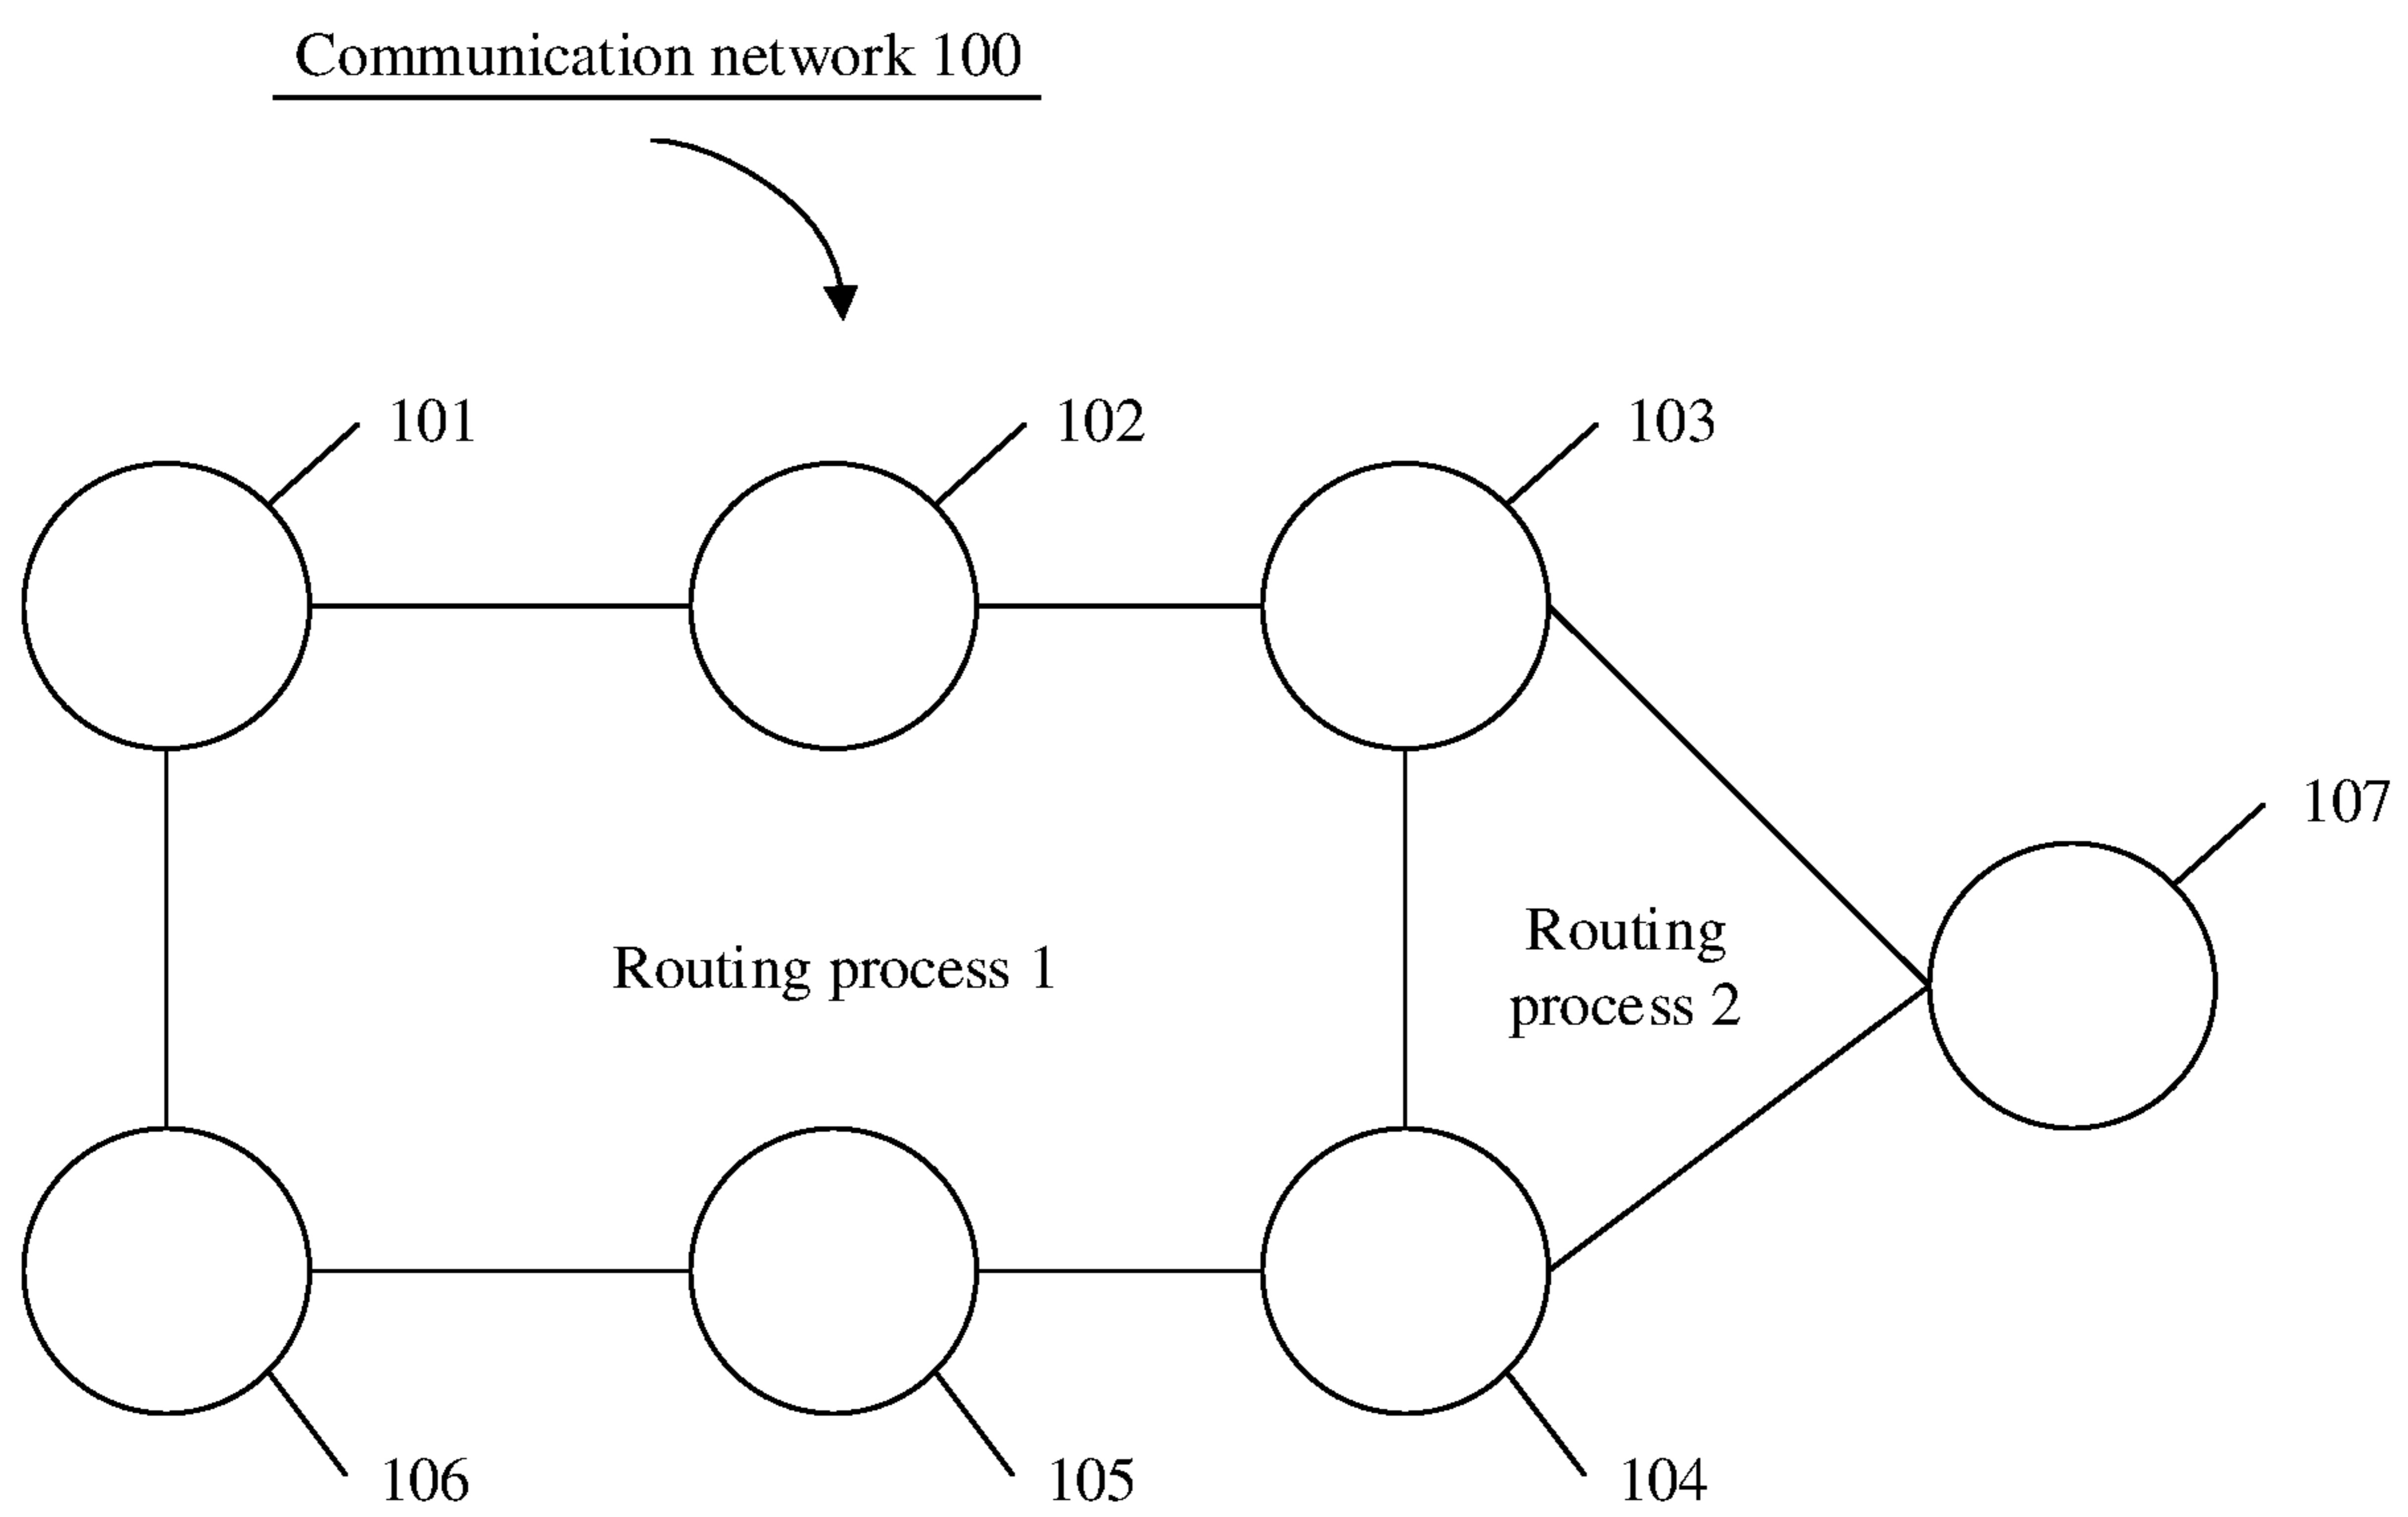 Communication network 100
101
102
103
107
Routing process 1
Routing
process 2
106
105
104